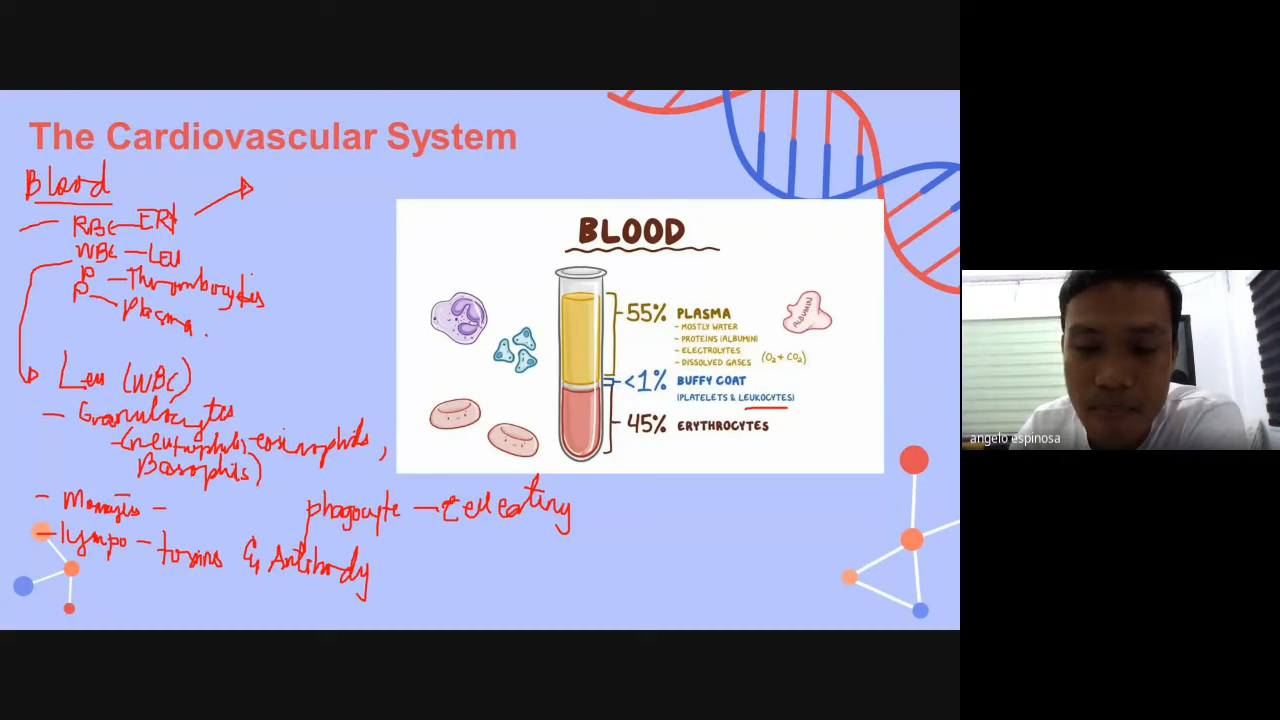 The Cardiovascular System
Blood
RBC - ERY
WBC - LEU
P - Thrombocytes
P - Plasma.
Leu (WBC)
- Granulocytes
- (neutrophils, eosinophils,
Basophils)
- Monocytes -
phagocyte - cell eating
- lympo - toxins & Antibody
BLOOD
55% PLASMA
- MOSTLY WATER
- PROTEINS (ALBUMIN)
- ELECTROLYTES
- DISSOLVED GASES (O2 + CO2)
ALBUMIN
<1% BUFFY COAT
(PLATELETS & LEUKOCYTES)
45% ERYTHROCYTES
angelo espinosa